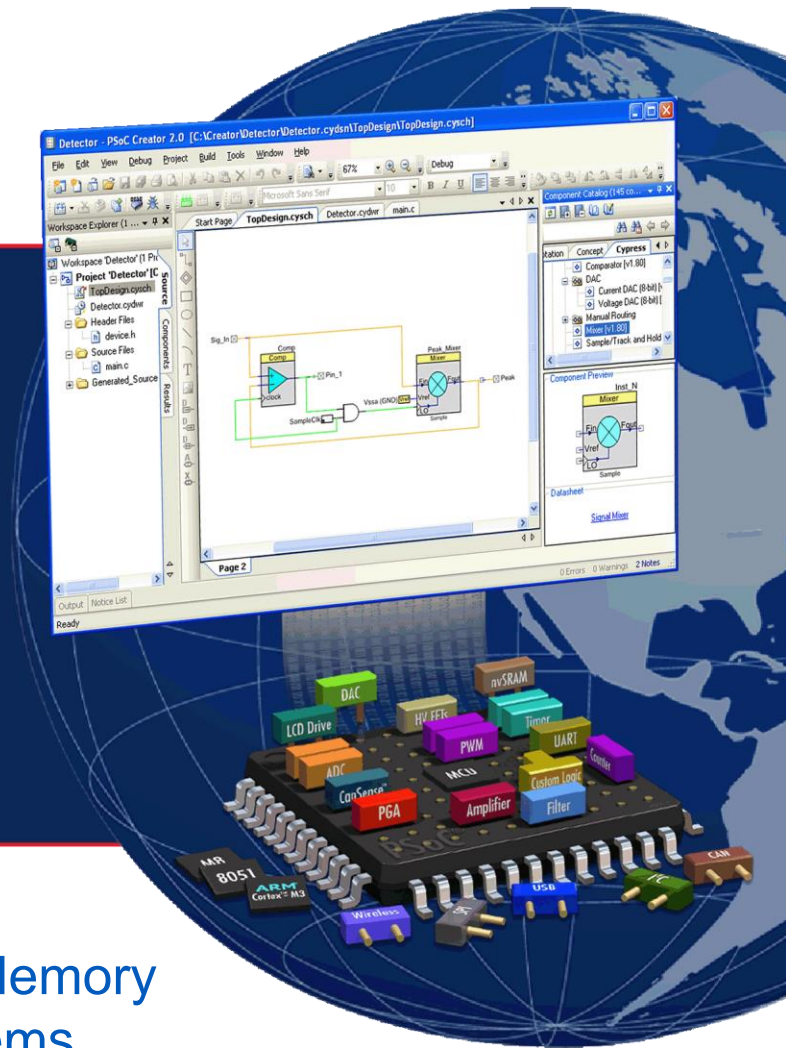 Detector - PSoC Creator 2.0 [C:\Creator\Detector\Detector.cydsn\TopDesign\TopDesign.cysch]
File Edit View Debug Project Build Tools Window Help
67% Debug
Microsoft Sans Serif 10 B I U
Workspace Explorer (1 ...
Start Page TopDesign.cysch Detector.cydwr main.c
Component Catalog (145 co...
Workspace 'Detector' (1
Project 'Detector' [C
TopDesign.cysch
Detector.cydwr
Header Files
device.h
Source Files
main.c
Generated_Source
Source
Components
Results
Sig_In
Comp
Comp
clock
Pin_1
SampleClk
Vssa (GND)
Vref
Peak_Mixer
Mixer
Fin
Fout
Vref
LO
Sample
Peak
Concept Cypress
Comparator [v1.80]
DAC
Current DAC (8-bit) [
Voltage DAC (8-bit) [
Manual Routing
Mixer [v1.80]
Sample/Track and Hold
Component Preview
Inst_N
Mixer
Fin
Fout
Vref
LO
Sample
Datasheet
Signal Mixer
Page 2
0 Errors 0 Warnings 2 Notes
Output Notice List
Ready
DAC
nvSRAM
LCD Drive
HV FETs
Timer
PWM
UART
ADC
MCU
Counter
CapSense™
Custom Logic
PGA
Amplifier
Filter
PSoC
8051
ARM
Cortex™ M3
Wireless
USB
CAN